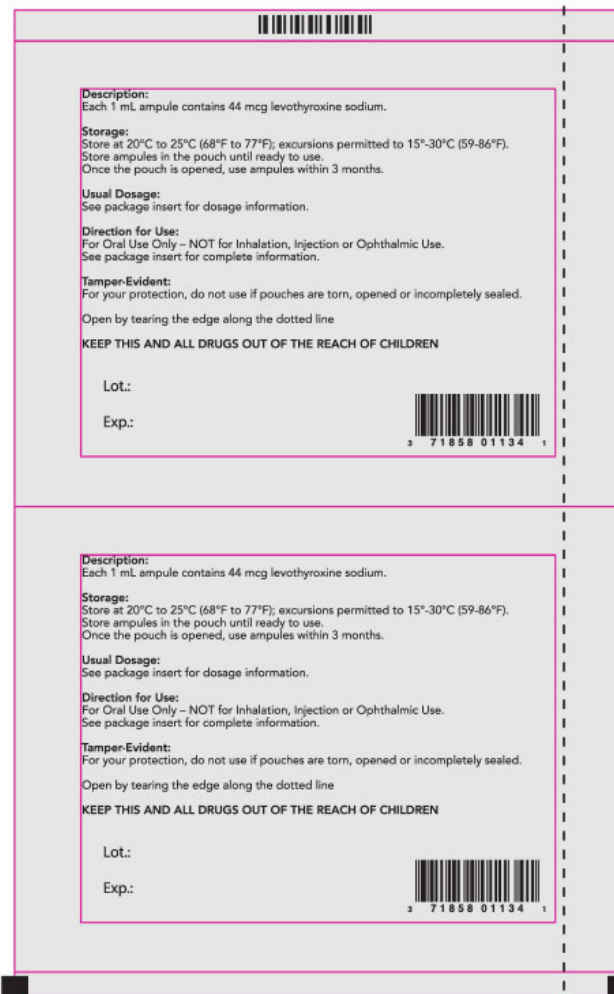 Description:
Each 1 mL ampule contains 44 mcg levothyroxine sodium.
Storage:
Store at 20°C to 25°C (68°F to 77°F); excursions permitted to 15°-30°C (59-86°F).
Store ampules in the pouch until ready to use.
Once the pouch is opened, use ampules within 3 months.
Usual Dosage:
See package insert for dosage information.
Direction for Use:
For Oral Use Only – NOT for Inhalation, Injection or Ophthalmic Use.
See package insert for complete information.
Tamper-Evident:
For your protection, do not use if pouches are torn, opened or incompletely sealed.
Open by tearing the edge along the dotted line
KEEP THIS AND ALL DRUGS OUT OF THE REACH OF CHILDREN
Lot.:
Exp.:
3 71858 01134 1
Description:
Each 1 mL ampule contains 44 mcg levothyroxine sodium.
Storage:
Store at 20°C to 25°C (68°F to 77°F); excursions permitted to 15°-30°C (59-86°F).
Store ampules in the pouch until ready to use.
Once the pouch is opened, use ampules within 3 months.
Usual Dosage:
See package insert for dosage information.
Direction for Use:
For Oral Use Only – NOT for Inhalation, Injection or Ophthalmic Use.
See package insert for complete information.
Tamper-Evident:
For your protection, do not use if pouches are torn, opened or incompletely sealed.
Open by tearing the edge along the dotted line
KEEP THIS AND ALL DRUGS OUT OF THE REACH OF CHILDREN
Lot.:
Exp.:
3 71858 01134 1